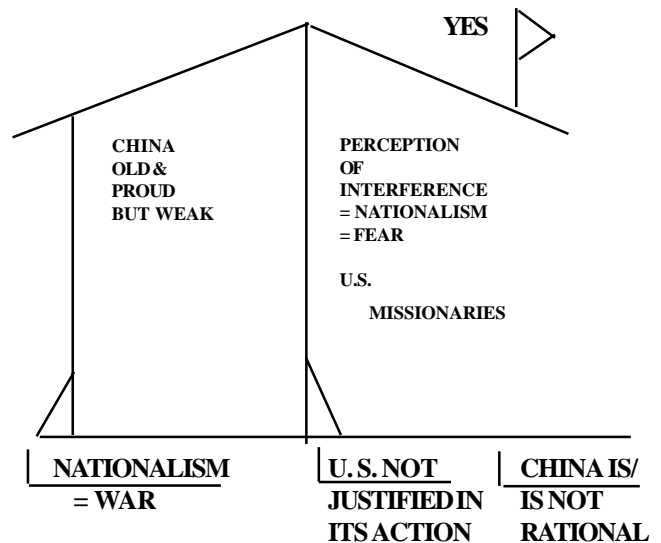 YES
CHINA
OLD &
PROUD
BUT WEAK
PERCEPTION
OF
INTERFERENCE
= NATIONALISM
= FEAR
U.S.
MISSIONARIES
NATIONALISM
= WAR
U. S. NOT
JUSTIFIED IN
ITS ACTION
CHINA IS/
IS NOT
RATIONAL